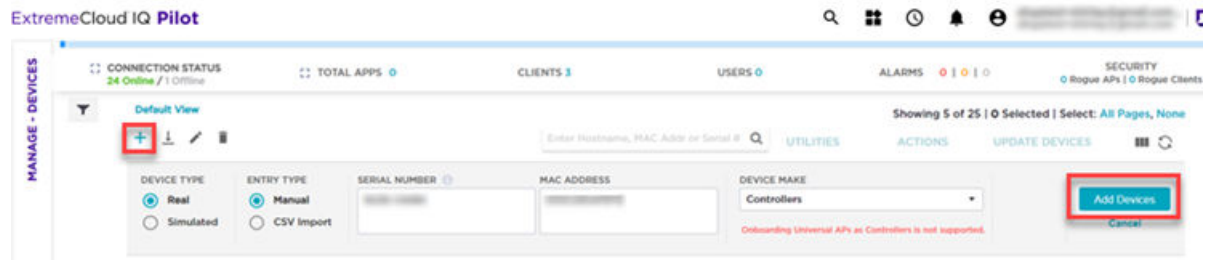 ExtremeCloud IQ Pilot
MANAGE - DEVICES
CONNECTION STATUS
24 Online / 1 Offline
TOTAL APPS 0
CLIENTS 3
USERS 0
ALARMS 0 | 0 | 0
SECURITY
0 Rogue APs | 0 Rogue Clients
Default View
Showing 5 of 25 | 0 Selected | Select: All Pages, None
Enter Hostname, MAC Addr or Serial #
UTILITIES
ACTIONS
UPDATE DEVICES
DEVICE TYPE
Real
Simulated
ENTRY TYPE
Manual
CSV Import
SERIAL NUMBER
MAC ADDRESS
DEVICE MAKE
Controllers
Onboarding Universal APs as Controllers is not supported.
Add Devices
Cancel